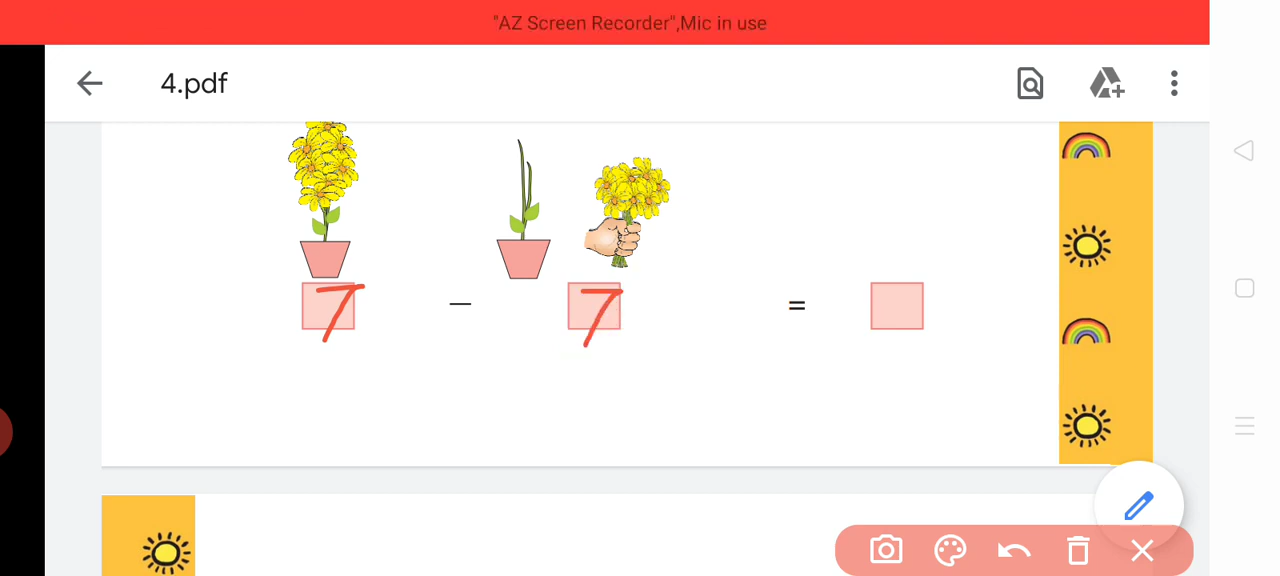 "AZ Screen Recorder",Mic in use
4.pdf
7 – 7 =